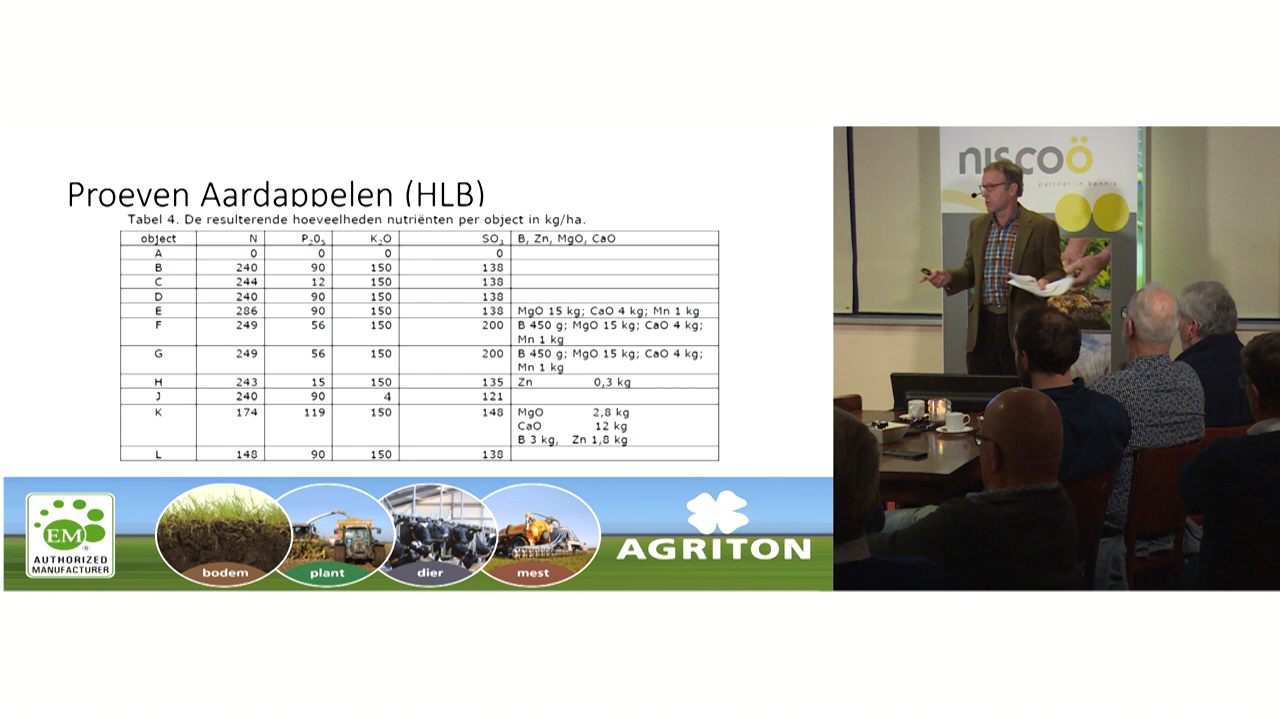 Proeven Aardappelen (HLB)
Tabel 4. De resulterende hoeveelheden nutriënten per object in kg/ha.
object N P₂0₅ K₂O SO₃ B, Zn, MgO, CaO
A 0 0 0 0
B 240 90 150 138
C 244 12 150 138
D 240 90 150 138
E 286 90 150 138 MgO 15 kg; CaO 4 kg; Mn 1 kg
F 249 56 150 200 B 450 g; MgO 15 kg; CaO 4 kg;
Mn 1 kg
G 249 56 150 200 B 450 g; MgO 15 kg; CaO 4 kg;
Mn 1 kg
H 243 15 150 135 Zn 0,3 kg
J 240 90 4 121
K 174 119 150 148 MgO 2,8 kg
CaO 12 kg
B 3 kg, Zn 1,8 kg
L 148 90 150 138
EM®
AUTHORIZED
MANUFACTURER
bodem
plant
dier
mest
AGRITON
niscoö
partner in kennis